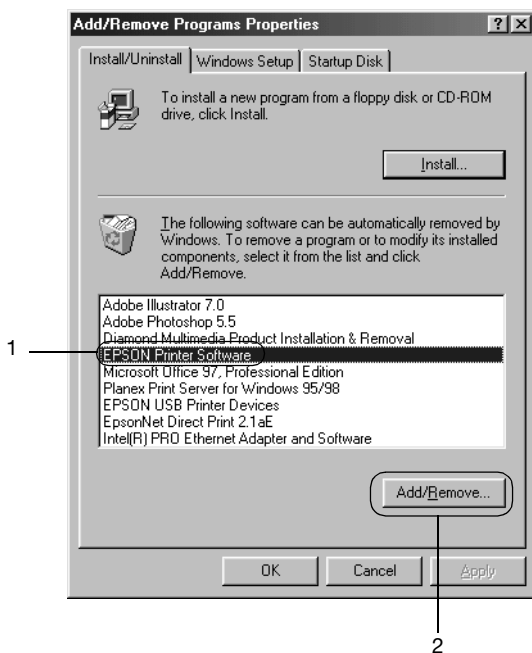 Add/Remove Programs Properties
Install/Uninstall Windows Setup Startup Disk
To install a new program from a floppy disk or CD-ROM
drive, click Install.
Install...
The following software can be automatically removed by
Windows. To remove a program or to modify its installed
components, select it from the list and click
Add/Remove.
Adobe Illustrator 7.0
Adobe Photoshop 5.5
Diamond Multimedia Product Installation & Removal
1
EPSON Printer Software
Microsoft Office 97, Professional Edition
Planex Print Server for Windows 95/98
EPSON USB Printer Devices
EpsonNet Direct Print 2.1aE
Intel(R) PRO Ethernet Adapter and Software
Add/Remove...
OK Cancel Apply
2